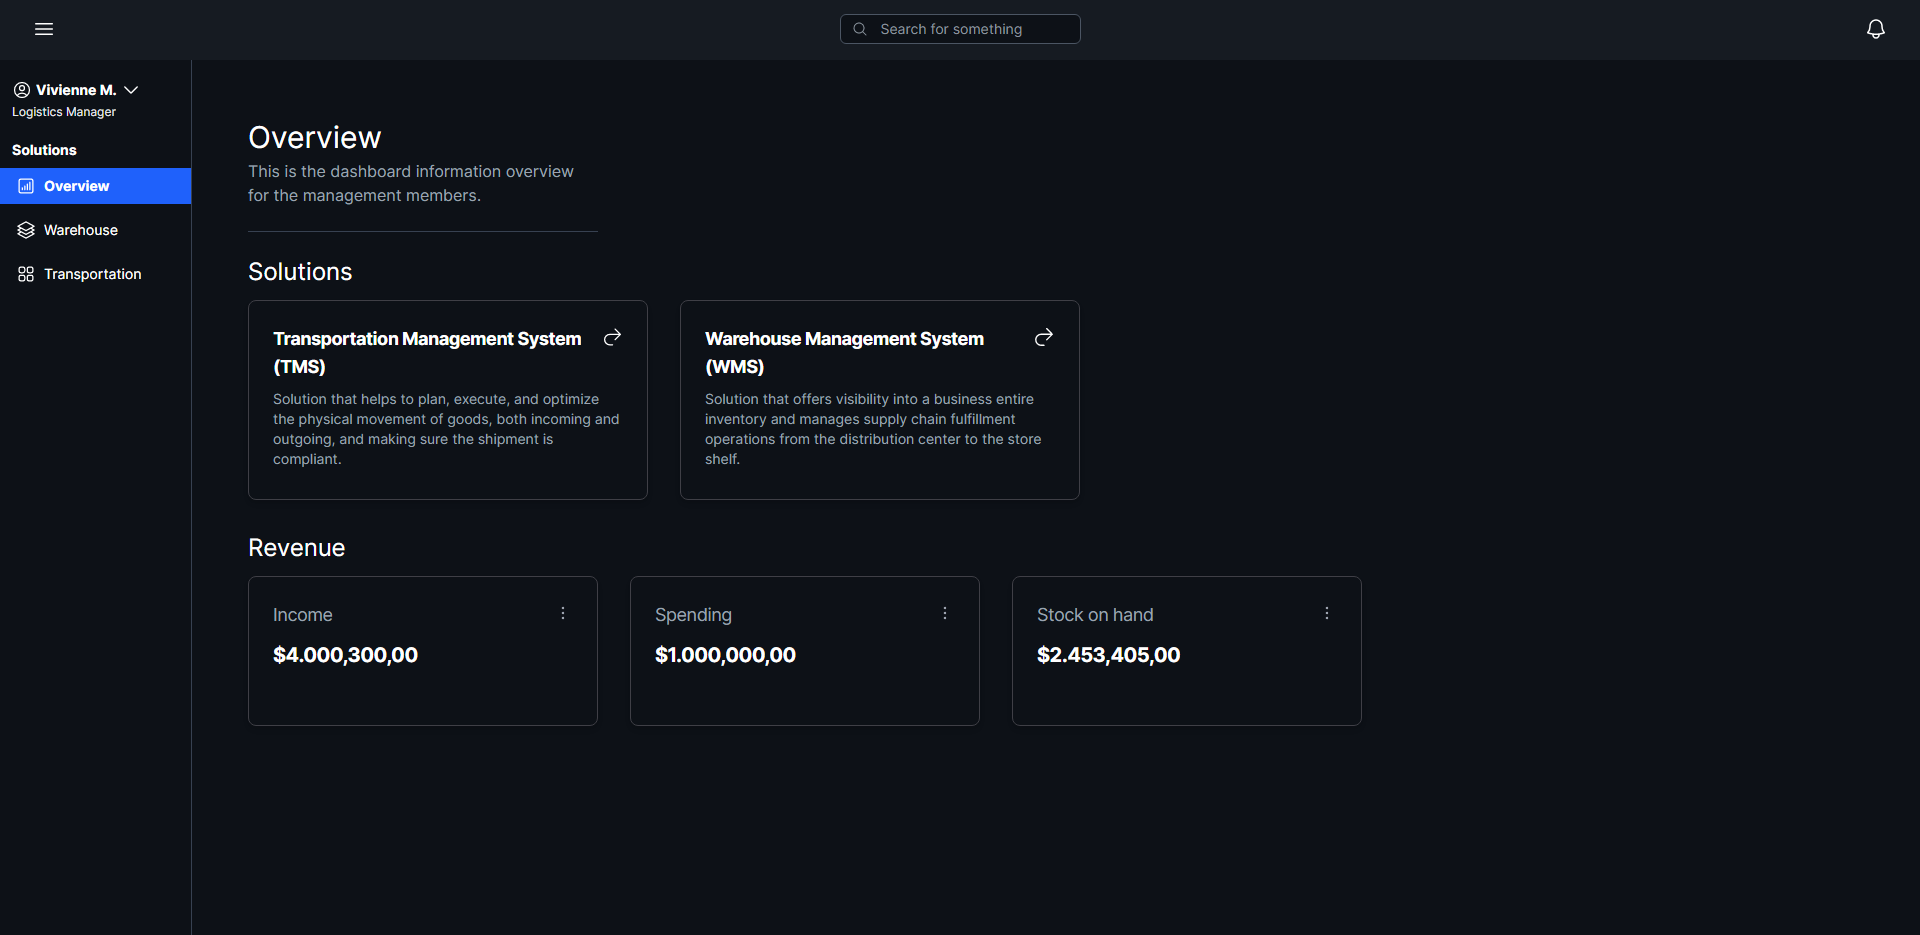 Search for something
Vivienne M.
Logistics Manager
Solutions
Overview
Warehouse
Transportation
Overview
This is the dashboard information overview
for the management members.
Solutions
Transportation Management System
(TMS)
Solution that helps to plan, execute, and optimize
the physical movement of goods, both incoming and
outgoing, and making sure the shipment is
compliant.
Warehouse Management System
(WMS)
Solution that offers visibility into a business entire
inventory and manages supply chain fulfillment
operations from the distribution center to the store
shelf.
Revenue
Income
$4.000,300,00
Spending
$1.000,000,00
Stock on hand
$2.453,405,00